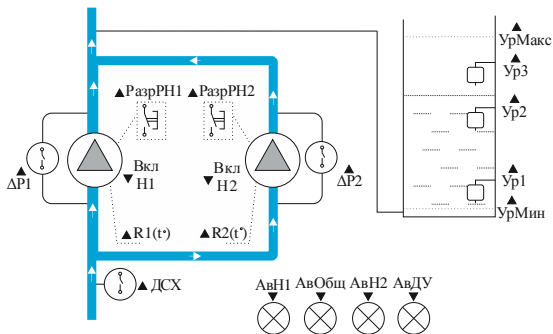 ▲
УрМакс
▲
Ур3
▲РазрРН1 ▲РазрРН2
▲
Ур2
▲
ΔР1
Вкл
▼
Н1
Вкл
▼
Н2
▲
ΔР2
▲
Ур1
▲
УрМин
▲R1(t°) ▲R2(t°)
▲ ДСХ
АвН1 АвОбщ АвН2 АвДУ
▼ ▼ ▼ ▼